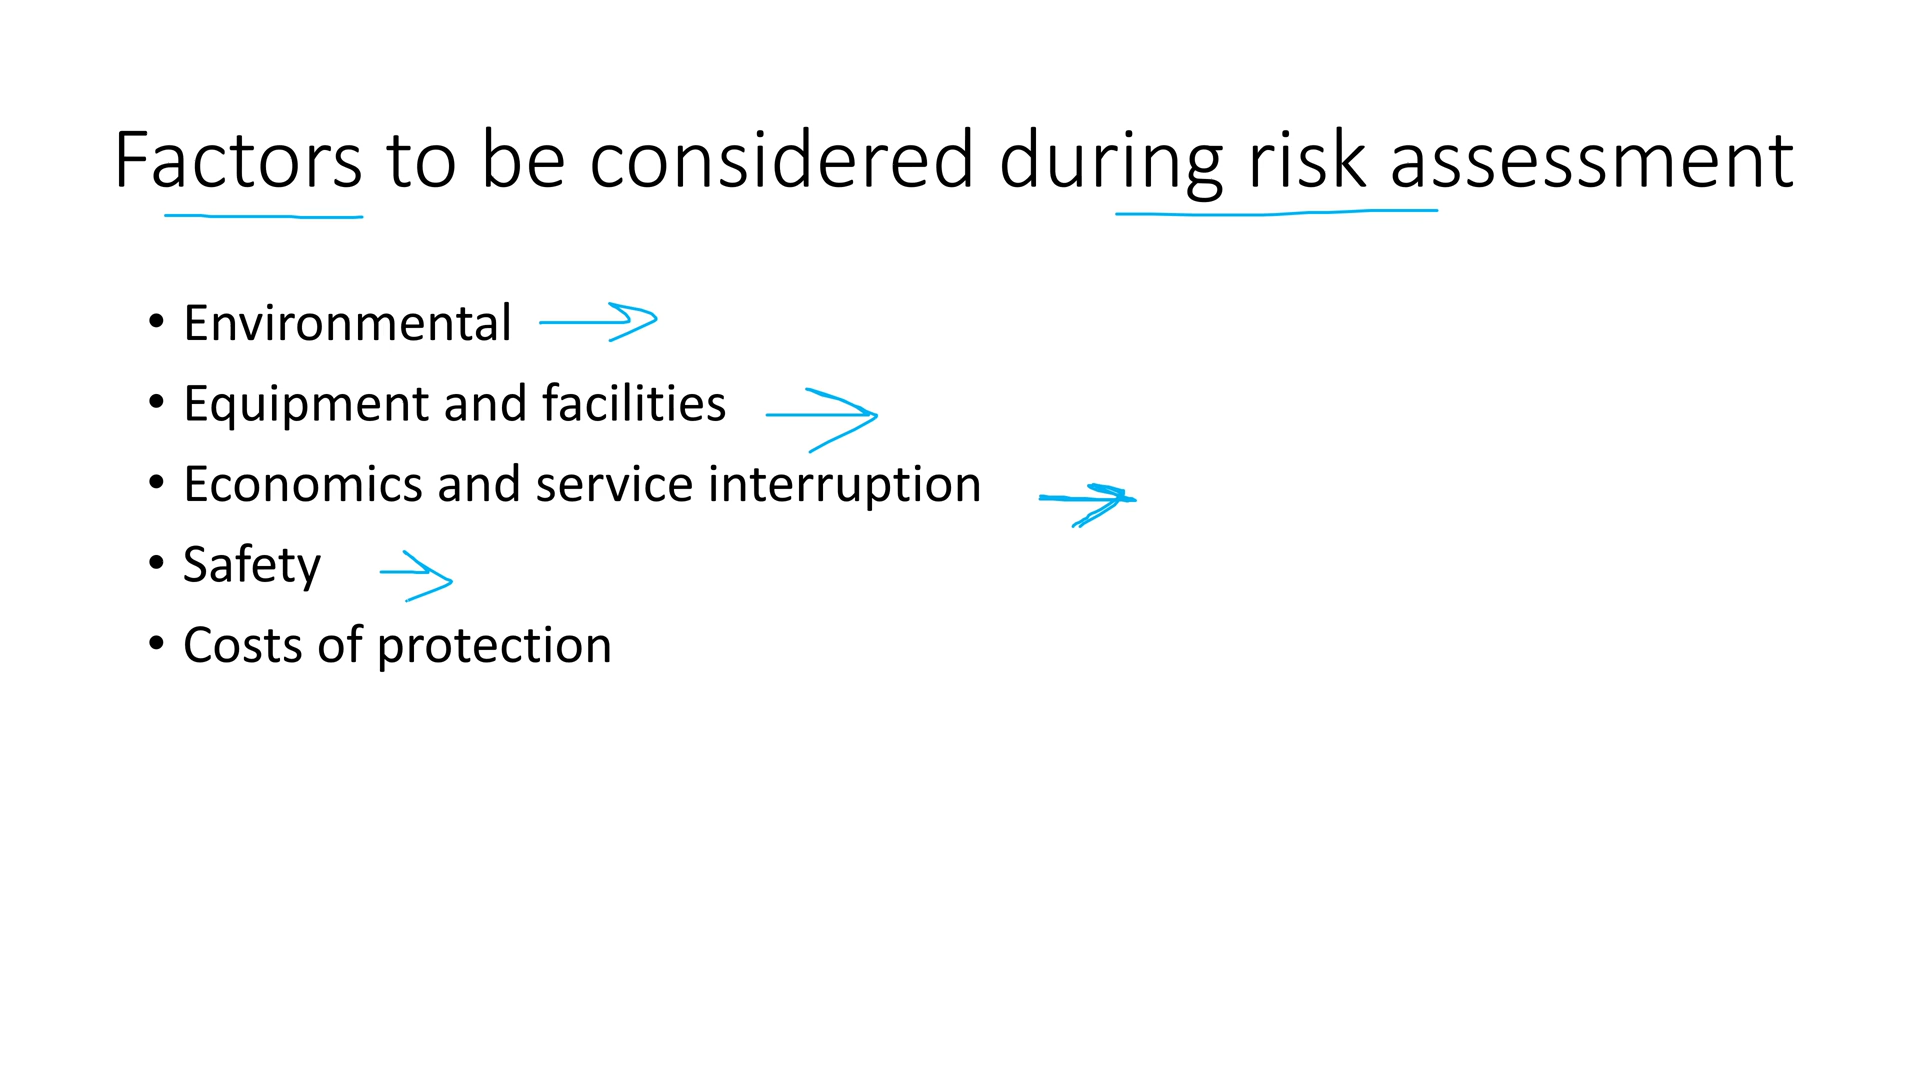 Factors to be considered during risk assessment
• Environmental
• Equipment and facilities
• Economics and service interruption
• Safety
• Costs of protection